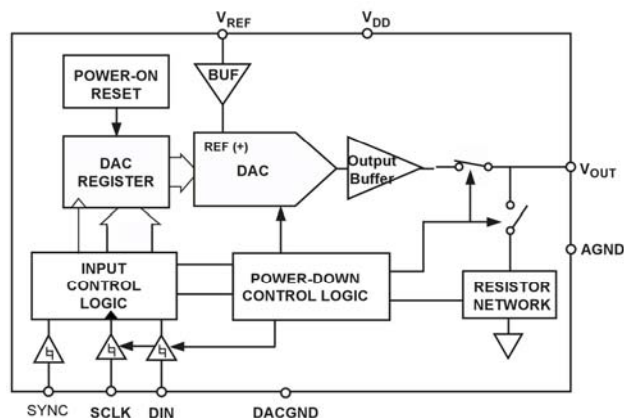 VREF
VDD
POWER-ON
RESET
BUF
DAC
REGISTER
REF (+)
DAC
Output
Buffer
VOUT
AGND
INPUT
CONTROL
LOGIC
POWER-DOWN
CONTROL LOGIC
RESISTOR
NETWORK
SYNC
SCLK
DIN
DACGND